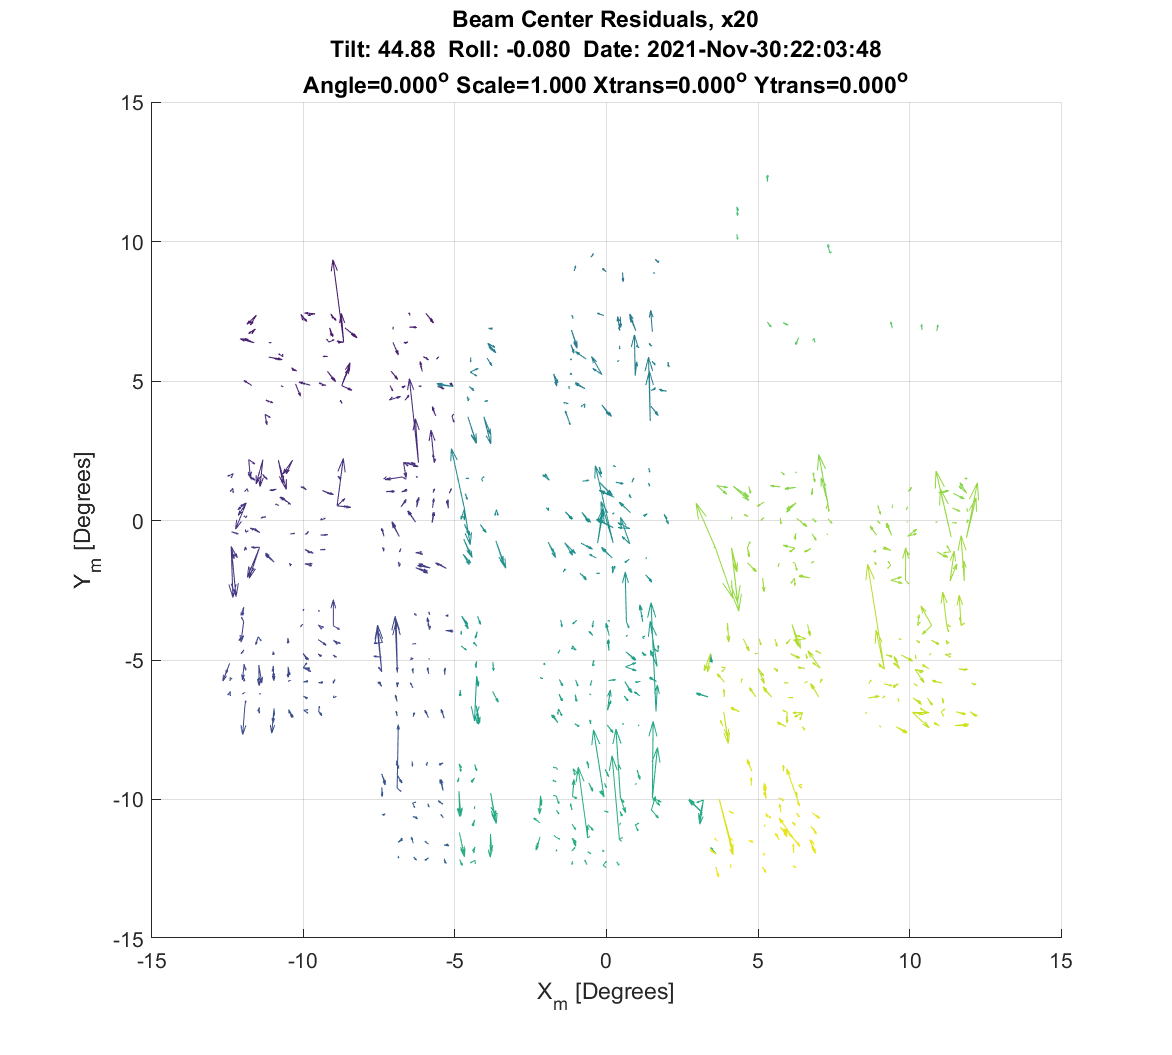 Beam Center Residuals, x20
Tilt: 44.88 Roll: -0.080 Date: 2021-Nov-30:22:03:48
Angle=0.000° Scale=1.000 Xtrans=0.000° Ytrans=0.000°
15
10
5
0
-5
-10
-15
Y_m [Degrees]
-15 -10 -5 0 5 10 15
X_m [Degrees]